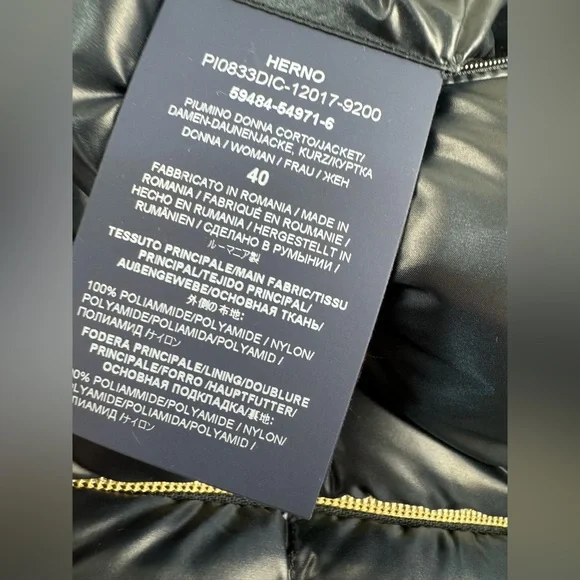 HERNO
PI0833DIC-12017-9200
59484-54971-6
PIUMINO DONNA CORTO/JACKET/
DAMEN-DAUNENJACKE, KURZ/КУРТКА
DONNA / WOMAN / FRAU / ЖЕН
40
FABBRICATO IN ROMANIA / MADE IN
ROMANIA / FABRIQUÉ EN ROUMANIE /
HECHO EN RUMANIA / HERGESTELLT IN
RUMÄNIEN / СДЕЛАНО В РУМЫНИИ /
ルーマニア製
TESSUTO PRINCIPALE/MAIN FABRIC/TISSU
PRINCIPAL/TEJIDO PRINCIPAL/
AUßENGEWEBE/ОСНОВНАЯ ТКАНЬ/
外側の布地:
100% POLIAMMIDE/POLYAMIDE / NYLON/
POLYAMIDE/POLIAMIDA/POLYAMID /
ПОЛИАМИД /ナイロン
FODERA PRINCIPALE/LINING/DOUBLURE
PRINCIPALE/FORRO /HAUPTFUTTER/
ОСНОВНАЯ ПОДКЛАДКА/裏地:
100% POLIAMMIDE/POLYAMIDE / NYLON/
POLYAMIDE/POLIAMIDA/POLYAMID /
ПОЛИАМИД /ナイロン